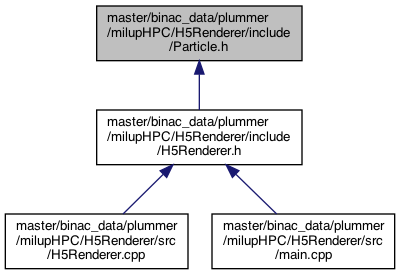 master/binac_data/plummer
/milupHPC/H5Renderer/include
/Particle.h
master/binac_data/plummer
/milupHPC/H5Renderer/include
/H5Renderer.h
master/binac_data/plummer
/milupHPC/H5Renderer/src
/H5Renderer.cpp
master/binac_data/plummer
/milupHPC/H5Renderer/src
/main.cpp